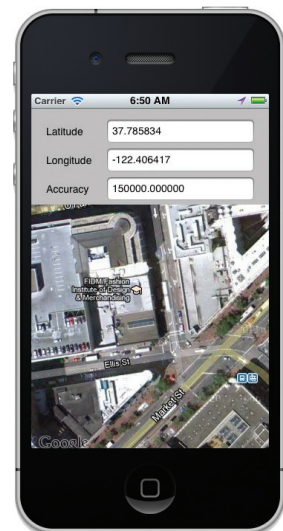 Carrier 6:50 AM
Latitude 37.785834
Longitude -122.406417
Accuracy 150000.000000
FIDM/Fashion
Institute of Design
& Merchandising
Ellis St
Market St
Google